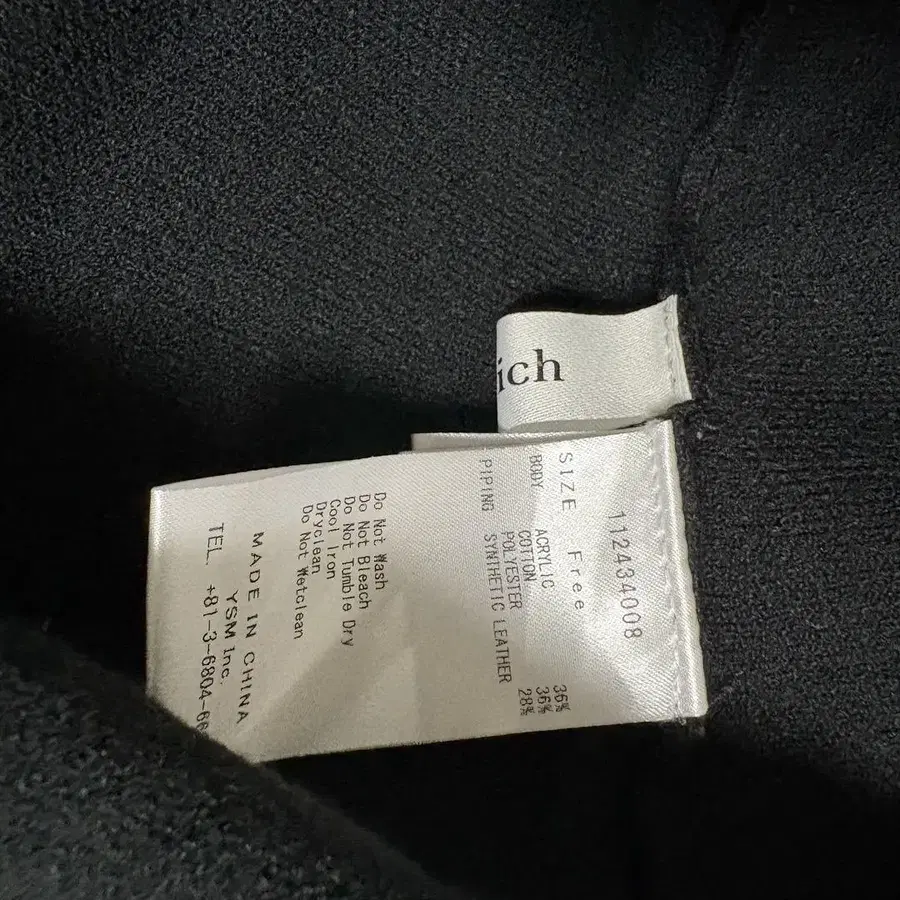 ich
112434008
SIZE Free
BODY ACRYLIC 36%
COTTON 36%
POLYESTER 28%
PIPING SYNTHETIC LEATHER
Do Not Wash
Do Not Bleach
Do Not Tumble Dry
Cool Iron
Dryclean
Do Not Wetclean
MADE IN CHINA
YSM Inc.
TEL. +81-3-6804-6